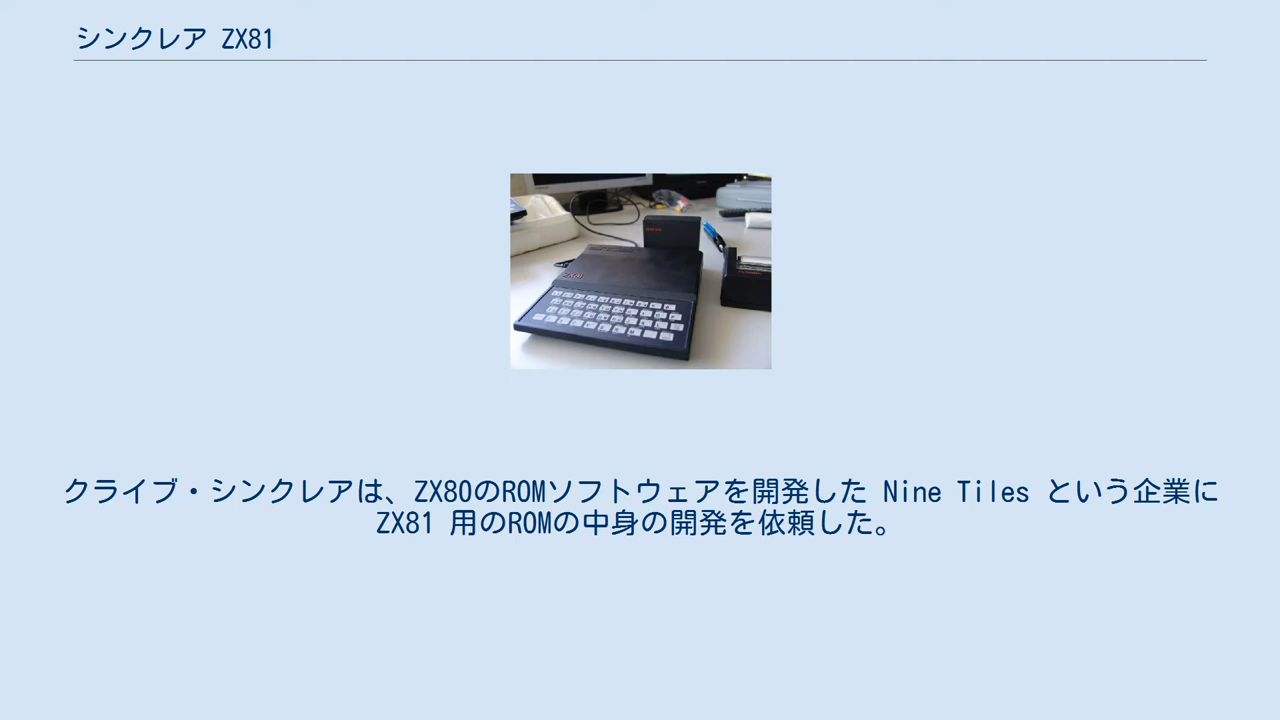 シンクレア ZX81
クライブ・シンクレアは、ZX80のROMソフトウェアを開発した Nine Tiles という企業に
ZX81 用のROMの中身の開発を依頼した。